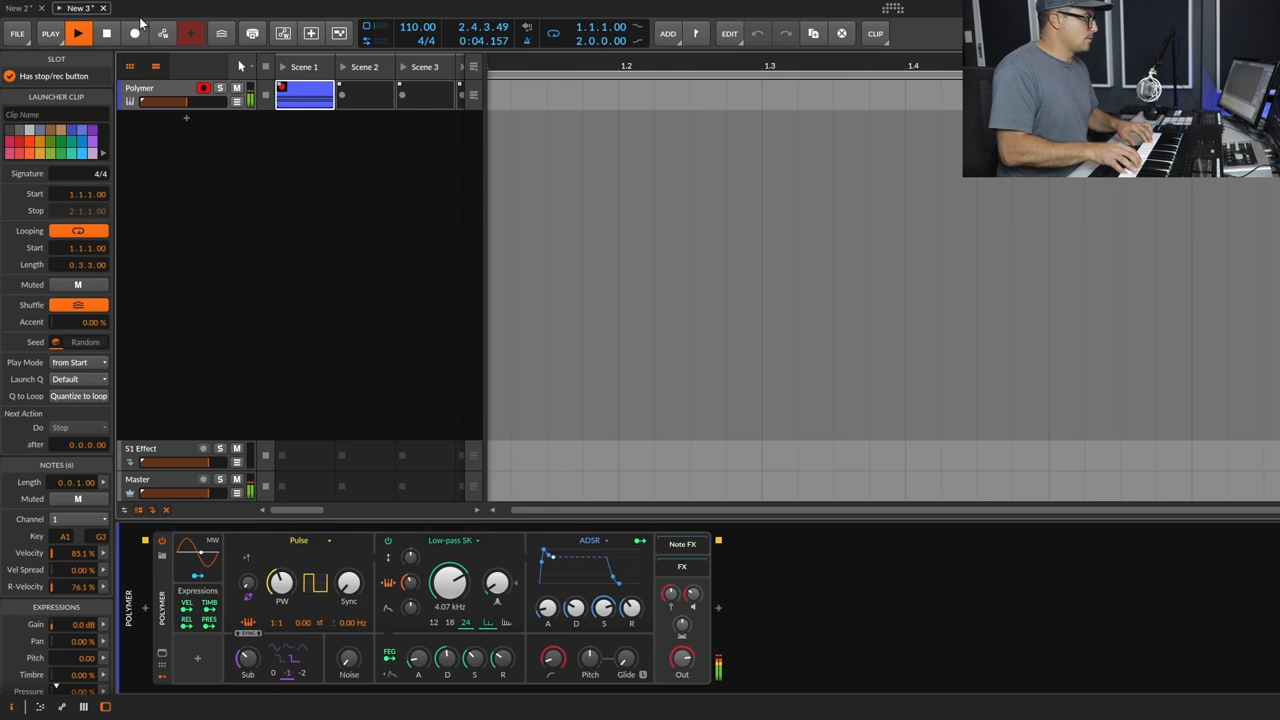 New 2*
New 3*
FILE
PLAY
110.00
4/4
2.4.3.49
0:04.157
1.1.1.00
2.0.0.00
ADD
EDIT
CLIP
SLOT
Has stop/rec button
LAUNCHER CLIP
Clip Name
Signature
4/4
Start
1.1.1.00
Stop
2.1.1.00
Looping
Start
1.1.1.00
Length
0.3.3.00
Muted
M
Shuffle
Accent
0.00 %
Seed
Random
Play Mode
from Start
Launch Q
Default
Q to Loop
Quantize to loop
Next Action
Do
Stop
after
0.0.0.00
NOTES (6)
Length
0.0.1.00
Muted
M
Channel
1
Key
A1
G3
Velocity
85.1 %
Vel Spread
0.00 %
R-Velocity
76.1 %
EXPRESSIONS
Gain
0.0 dB
Pan
0.00 %
Pitch
0.00
Timbre
0.00 %
Pressure
Scene 1
Scene 2
Scene 3
Polymer
S
M
S1 Effect
S
M
Master
S
M
1.2
1.3
1.4
POLYMER
POLYMER
MW
Expressions
VEL
TIMB
REL
PRES
Pulse
PW
Sync
1:1
0.00 st
± 0.00 Hz
SYNC
Sub
0
-1
-2
Noise
Low-pass SK
4.07 kHz
12
18
24
FEG
A
D
S
R
ADSR
A
D
S
R
Pitch
Glide
L
Note FX
FX
Out